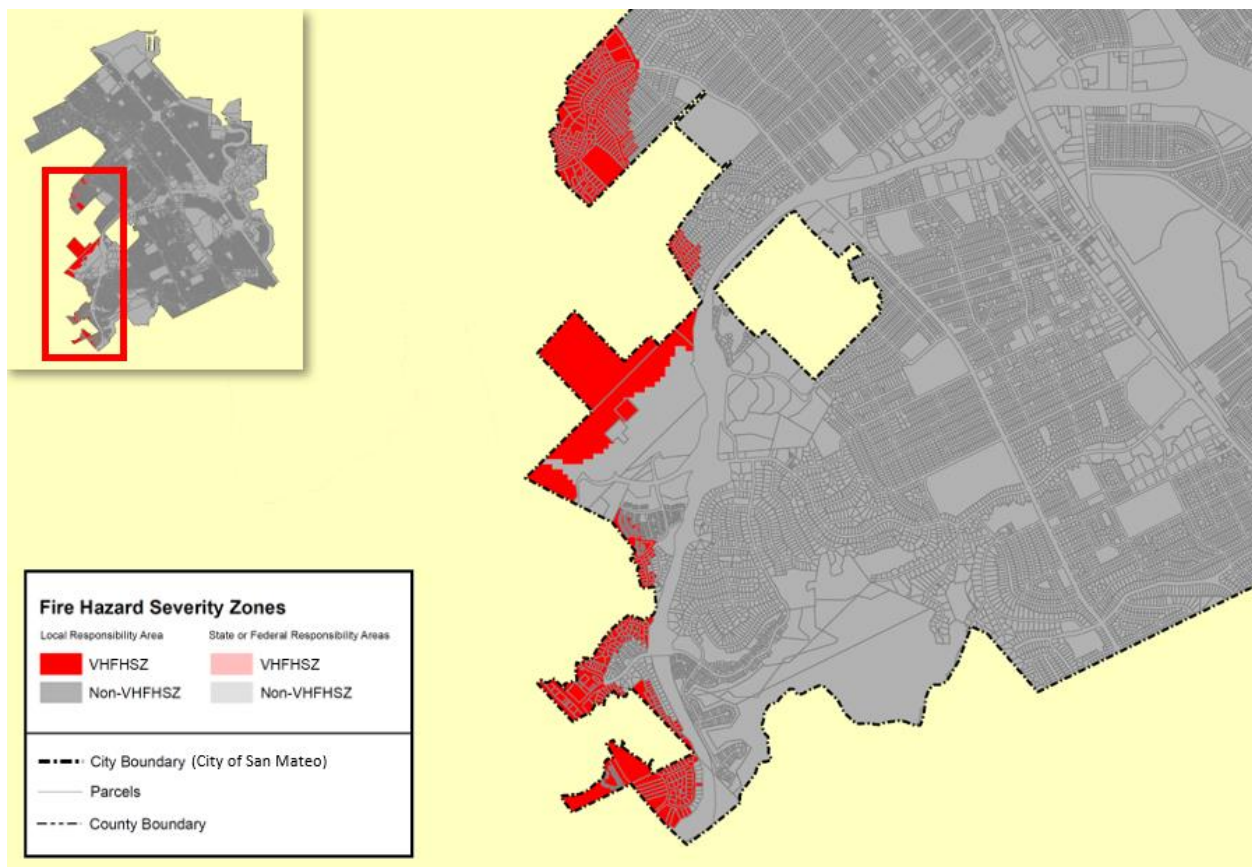 Fire Hazard Severity Zones
Local Responsibility Area State or Federal Responsibility Areas
VHFHSZ VHFHSZ
Non-VHFHSZ Non-VHFHSZ
City Boundary (City of San Mateo)
Parcels
County Boundary